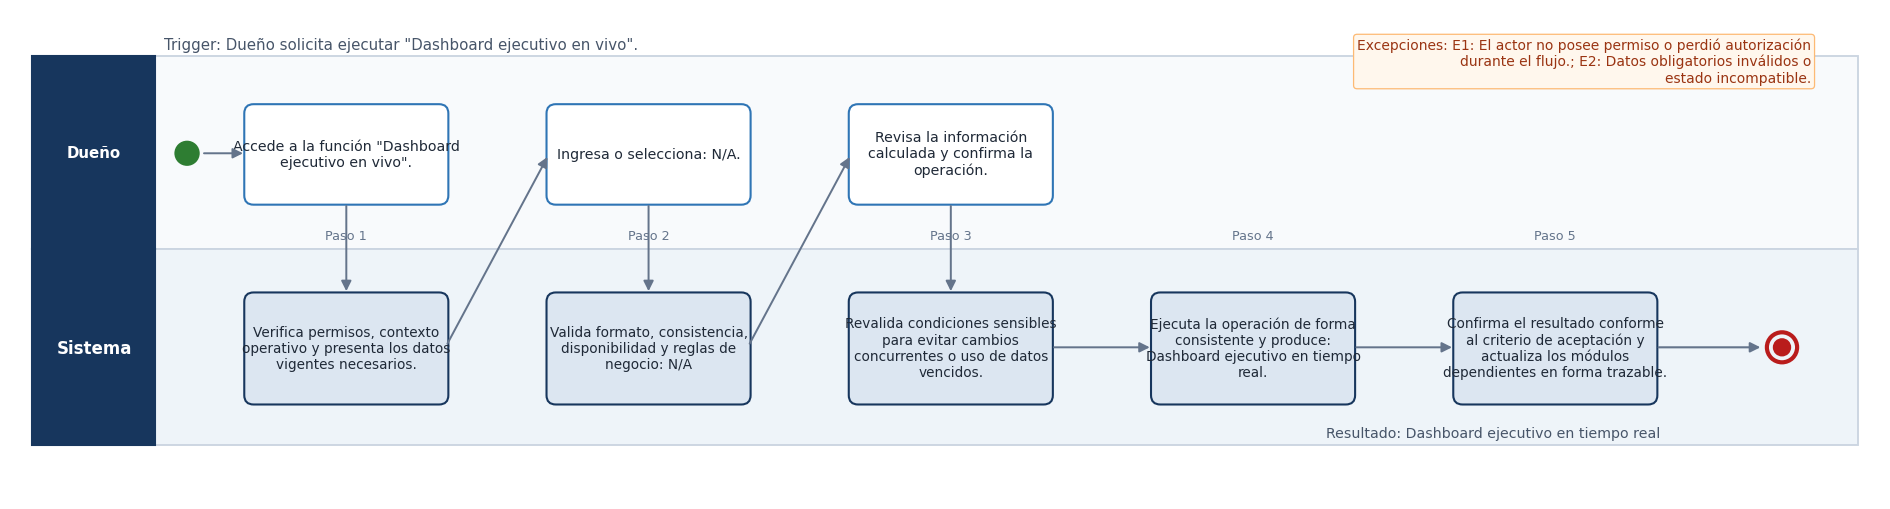 Trigger: Dueño solicita ejecutar "Dashboard ejecutivo en vivo".
Excepciones: E1: El actor no posee permiso o perdió autorización
durante el flujo.; E2: Datos obligatorios inválidos o
estado incompatible.
Dueño
Accede a la función "Dashboard
ejecutivo en vivo".
Ingresa o selecciona: N/A.
Revisa la información
calculada y confirma la
operación.
Paso 1
Paso 2
Paso 3
Paso 4
Paso 5
Sistema
Verifica permisos, contexto
operativo y presenta los datos
vigentes necesarios.
Valida formato, consistencia,
disponibilidad y reglas de
negocio: N/A
Revalida condiciones sensibles
para evitar cambios
concurrentes o uso de datos
vencidos.
Ejecuta la operación de forma
consistente y produce:
Dashboard ejecutivo en tiempo
real.
Confirma el resultado conforme
al criterio de aceptación y
actualiza los módulos
dependientes en forma trazable.
Resultado: Dashboard ejecutivo en tiempo real